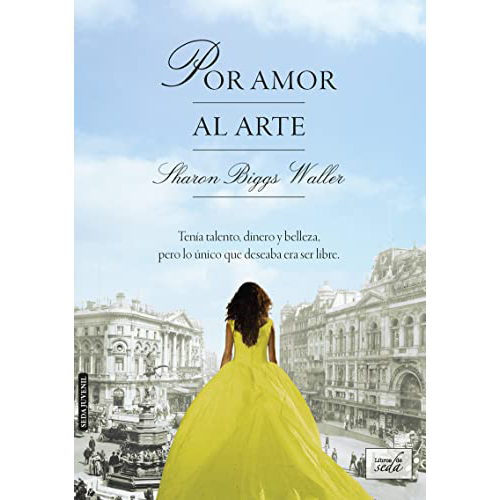 POR AMOR
AL ARTE
Sharon Biggs Waller
Tenía talento, dinero y belleza,
pero lo único que deseaba era ser libre.
SEDA JUVENIL
Libros de
seda